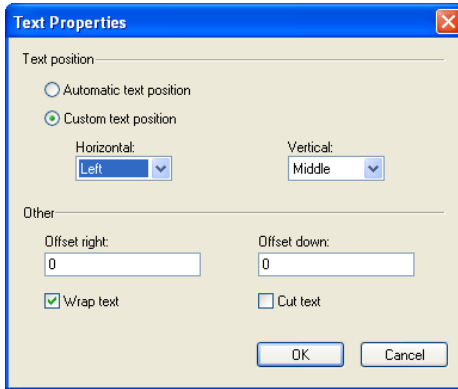 Text Properties
Text position
Automatic text position
Custom text position
Horizontal: Vertical:
Left Middle
Other
Offset right: Offset down:
0 0
Wrap text Cut text
OK Cancel